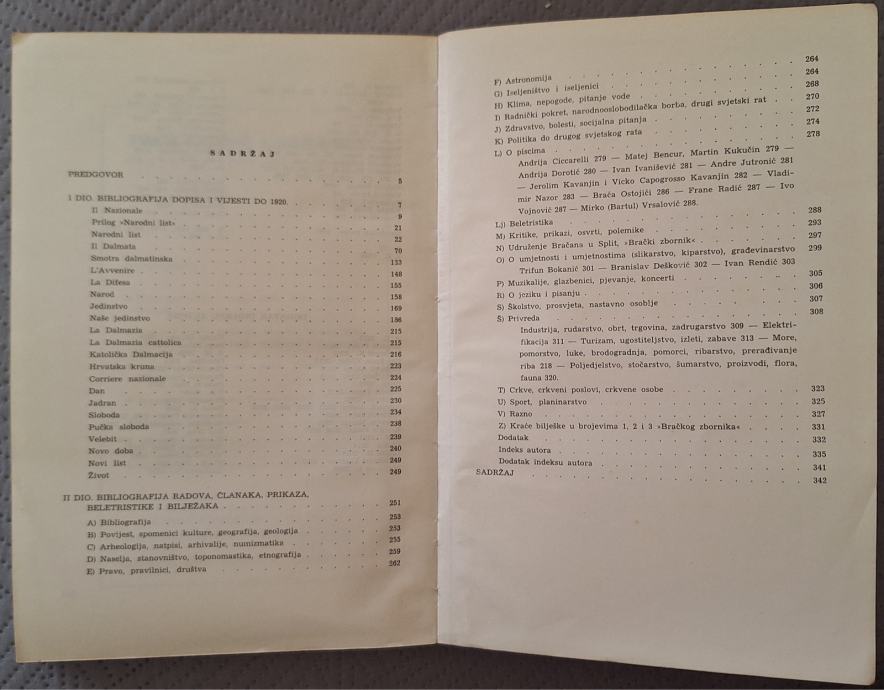 SADRŽAJ
PREDGOVOR . . . . . 5
I DIO. BIBLIOGRAFIJA DOPISA I VIJESTI DO 1920. . . . . . 7
Il Nazionale . . . . . 9
Prilog »Narodni list« . . . . . 21
Narodni list . . . . . 22
Il Dalmata . . . . . 70
Smotra dalmatinska . . . . . 133
L'Avvenire . . . . . 148
La Difesa . . . . . 155
Narod . . . . . 158
Jedinstvo . . . . . 169
Naše jedinstvo . . . . . 186
La Dalmazia . . . . . 215
La Dalmazia cattolica . . . . . 215
Katolička Dalmacija . . . . . 216
Hrvatska kruna . . . . . 223
Corriere nazionale . . . . . 224
Dan . . . . . 225
Jadran . . . . . 230
Sloboda . . . . . 234
Pučka sloboda . . . . . 238
Velebit . . . . . 239
Novo doba . . . . . 240
Novi list . . . . . 249
Život . . . . . 249
II DIO. BIBLIOGRAFIJA RADOVA, ČLANAKA, PRIKAZA,
BELETRISTIKE I BILJEŽAKA . . . . . 251
A) Bibliografija . . . . . 253
B) Povijest, spomenici kulture, geografija, geologija . . . . . 253
C) Arheologija, natpisi, arhivalije, numizmatika . . . . . 255
D) Naselja, stanovništvo, toponomastika, etnografija . . . . . 259
E) Pravo, pravilnici, društva . . . . . 262
F) Astronomija . . . . . 264
G) Iseljeništvo i iseljenici . . . . . 264
H) Klima, nepogode, pitanje vode . . . . . 268
I) Radnički pokret, narodnooslobodilačka borba, drugi svjetski rat . . 270
J) Zdravstvo, bolesti, socijalna pitanja . . . . . 272
K) Politika do drugog svjetskog rata . . . . . 274
L) O piscima . . . . . 278
Andrija Ciccarelli 279 — Matej Bencur, Martin Kukučin 279 —
Andrija Dorotić 280 — Ivan Ivanišević 281 — Andre Jutronić 281
— Jerolim Kavanjin i Vicko Capogrosso Kavanjin 282 — Vladi-
mir Nazor 283 — Braća Ostojići 286 — Frane Radić 287 — Ivo
Vojnović 287 — Mirko (Bartul) Vrsalović 288.
Lj) Beletristika . . . . . 288
M) Kritike, prikazi, osvrti, polemike . . . . . 293
N) Udruženje Bračana u Split, »Brački zbornik« . . . . . 297
O) O umjetnosti i umjetnostima (slikarstvo, kiparstvo), građevinarstvo 299
Trifun Bokanić 301 — Branislav Dešković 302 — Ivan Rendić 303
P) Muzikalije, glazbenici, pjevanje, koncerti . . . . . 305
R) O jeziku i pisanju . . . . . 306
S) Školstvo, prosvjeta, nastavno osoblje . . . . . 307
Š) Privreda . . . . . 308
Industrija, rudarstvo, obrt, trgovina, zadrugarstvo 309 — Elektri-
fikacija 311 — Turizam, ugostiteljstvo, izleti, zabave 313 — More,
pomorstvo, luke, brodogradnja, pomorci, ribarstvo, prerađivanje
riba 218 — Poljedjelstvo, stočarstvo, šumarstvo, proizvodi, flora,
fauna 320.
T) Crkve, crkveni poslovi, crkvene osobe . . . . . 323
U) Sport, planinarstvo . . . . . 325
V) Razno . . . . . 327
Z) Kraće bilješke u brojevima 1, 2 i 3 »Bračkog zbornika« . . . . . 331
Dodatak . . . . . 332
Indeks autora . . . . . 335
Dodatak indeksu autora . . . . . 341
SADRŽAJ . . . . . 342